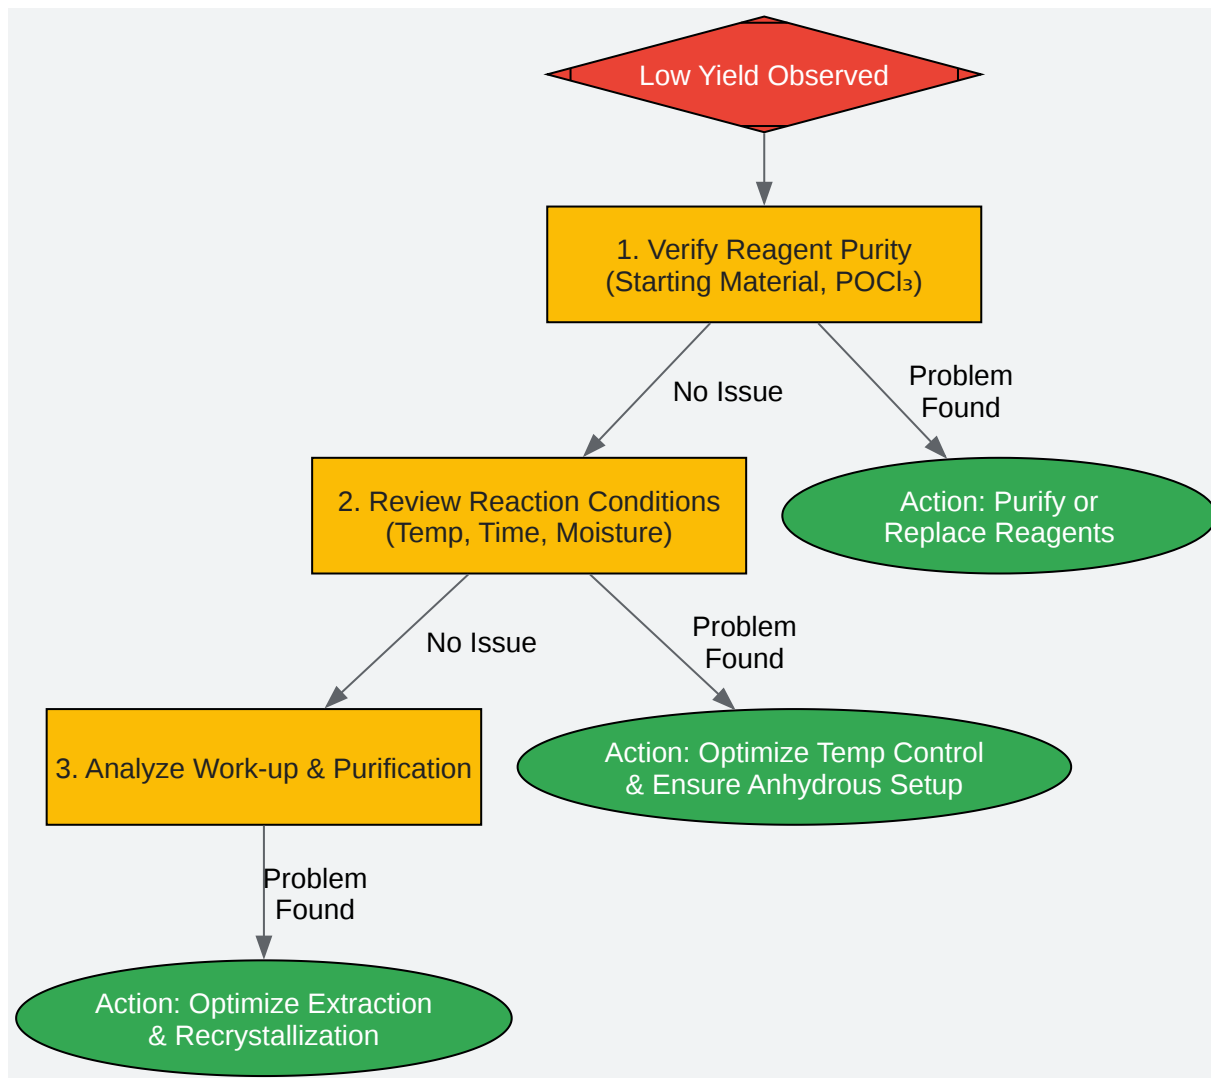 Low Yield Observed
1. Verify Reagent Purity
(Starting Material, POCl₃)
No Issue
Problem
Found
2. Review Reaction Conditions
(Temp, Time, Moisture)
Action: Purify or
Replace Reagents
No Issue
Problem
Found
3. Analyze Work-up & Purification
Action: Optimize Temp Control
& Ensure Anhydrous Setup
Problem
Found
Action: Optimize Extraction
& Recrystallization